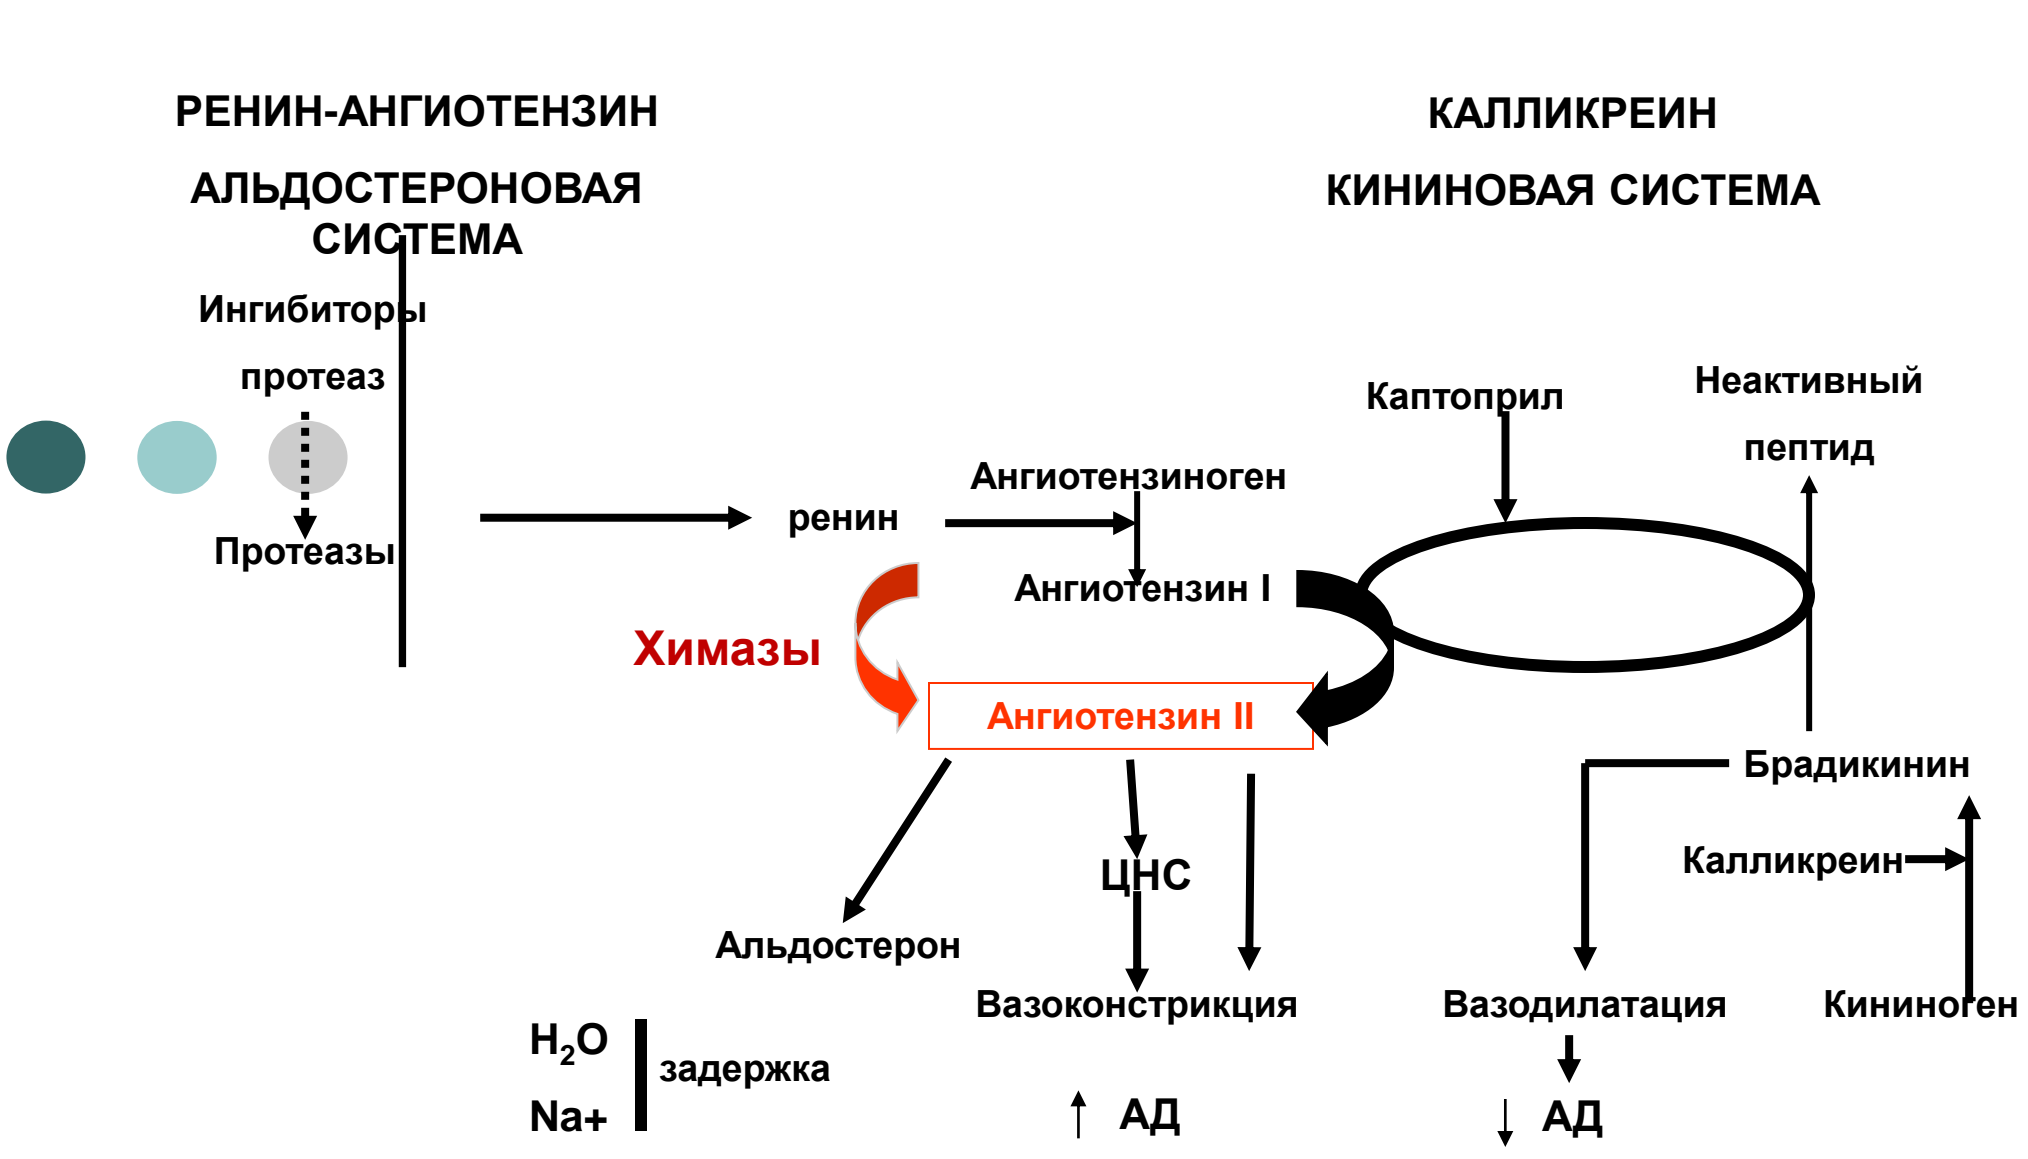 РЕНИН-АНГИОТЕНЗИН
АЛЬДОСТЕРОНОВАЯ
СИСТЕМА
КАЛЛИКРЕИН
КИНИНОВАЯ СИСТЕМА
Ингибиторы
протеаз
Протеазы
ренин
Ангиотензиноген
Ангиотензин I
Химазы
Ангиотензин II
Каптоприл
Неактивный
пептид
Брадикинин
Калликреин
ЦНС
Альдостерон
Вазоконстрикция
Вазодилатация
Кининоген
H₂O
Na+
задержка
↑ АД
↓ АД